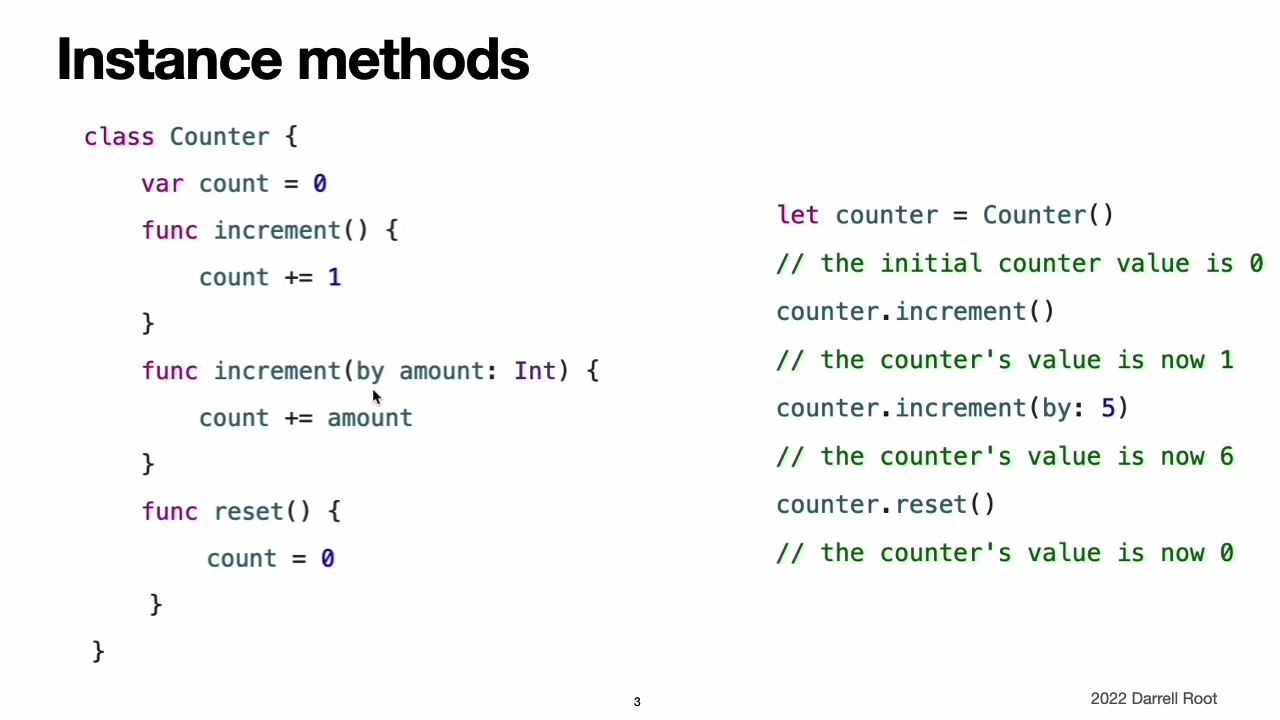 Instance methods
class Counter {
var count = 0
func increment() {
count += 1
}
func increment(by amount: Int) {
count += amount
}
func reset() {
count = 0
}
}
let counter = Counter()
// the initial counter value is 0
counter.increment()
// the counter's value is now 1
counter.increment(by: 5)
// the counter's value is now 6
counter.reset()
// the counter's value is now 0
3
2022 Darrell Root